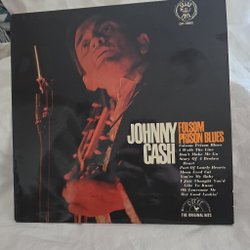 JOHNNY
CASH
FOLSOM
PRISON BLUES
Folsom Prison Blues
I Walk The Line
Don't Make Me Go
Story Of A Broken
Heart
Port Of Lonely Hearts
Mean Eyed Cat
You're My Baby
I Just Thought You'd
Like To Know
Oh Lonesome Me
Hey Good Lookin'
THE ORIGINAL HITS